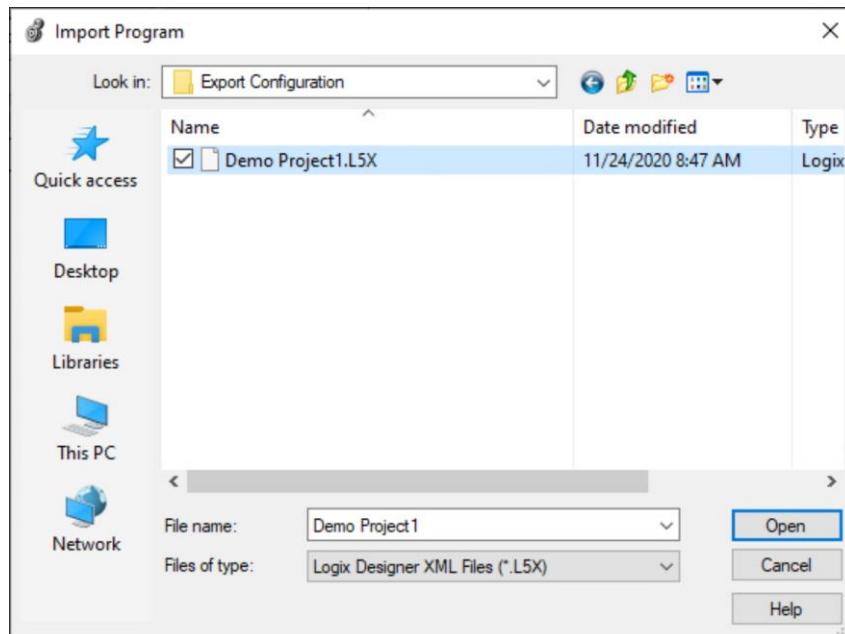 Import Program
Look in: Export Configuration
Name Date modified Type
Demo Project1.L5X 11/24/2020 8:47 AM Logix
Quick access
Desktop
Libraries
This PC
Network
File name: Demo Project1 Open
Files of type: Logix Designer XML Files (*.L5X) Cancel
Help